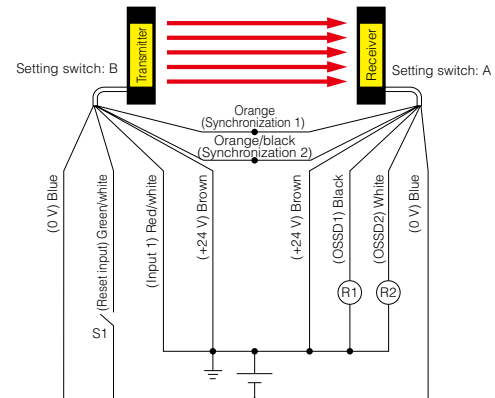 Transmitter
Receiver
Setting switch: B
Setting switch: A
Orange
(Synchronization 1)
Orange/black
(Synchronization 2)
(0 V) Blue
(Reset input) Green/white
(Input 1) Red/white
(+24 V) Brown
(+24 V) Brown
(OSSD1) Black
(OSSD2) White
(0 V) Blue
R1
R2
S1